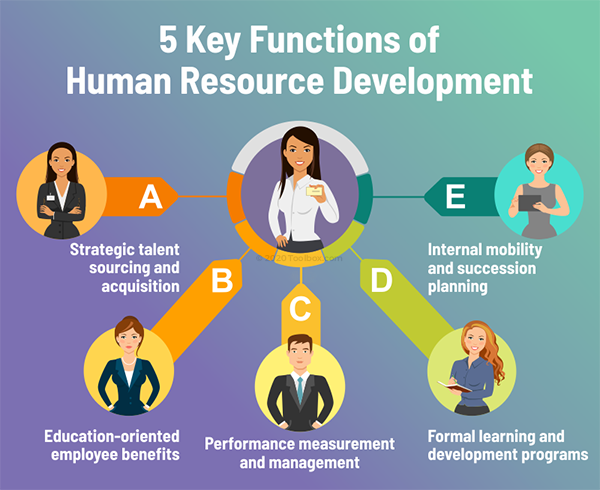 5 Key Functions of
Human Resource Development
A
Strategic talent
sourcing and
acquisition
B
Education-oriented
employee benefits
C
Performance measurement
and management
D
Formal learning and
development programs
E
Internal mobility
and succession
planning
© 2020 Toolbox.com